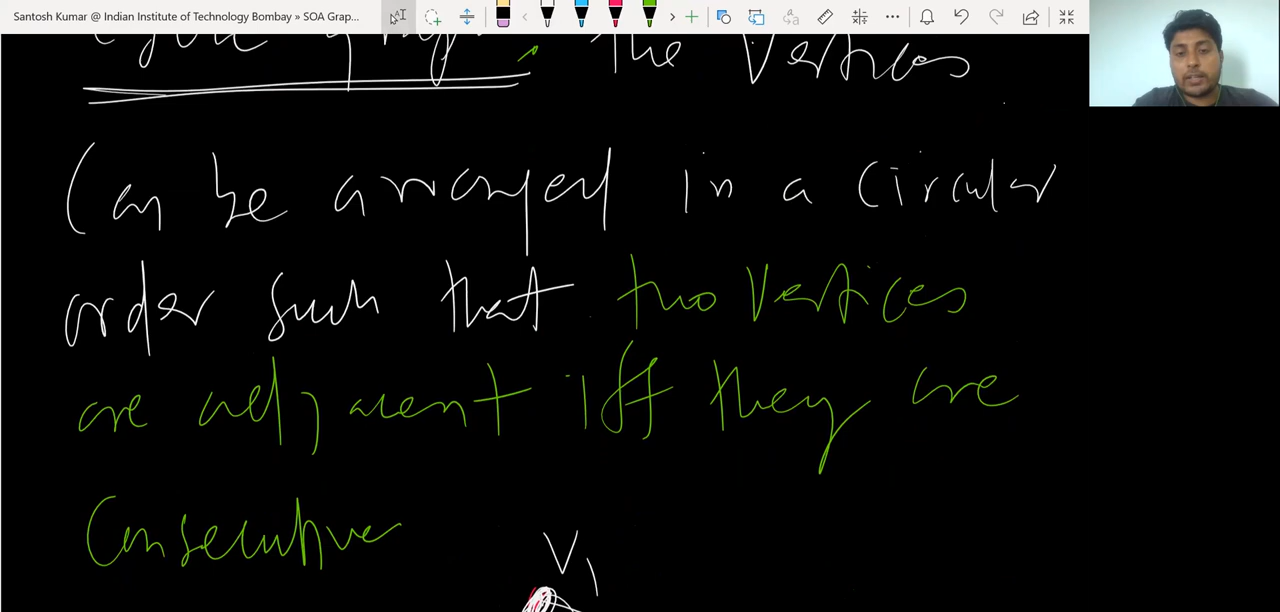 Santosh Kumar @ Indian Institute of Technology Bombay » SOA Grap...
graph. The Vertices
Can be arranged in a Circular
order such that two Vertices
are adjacent iff they are
Consecutive
V1